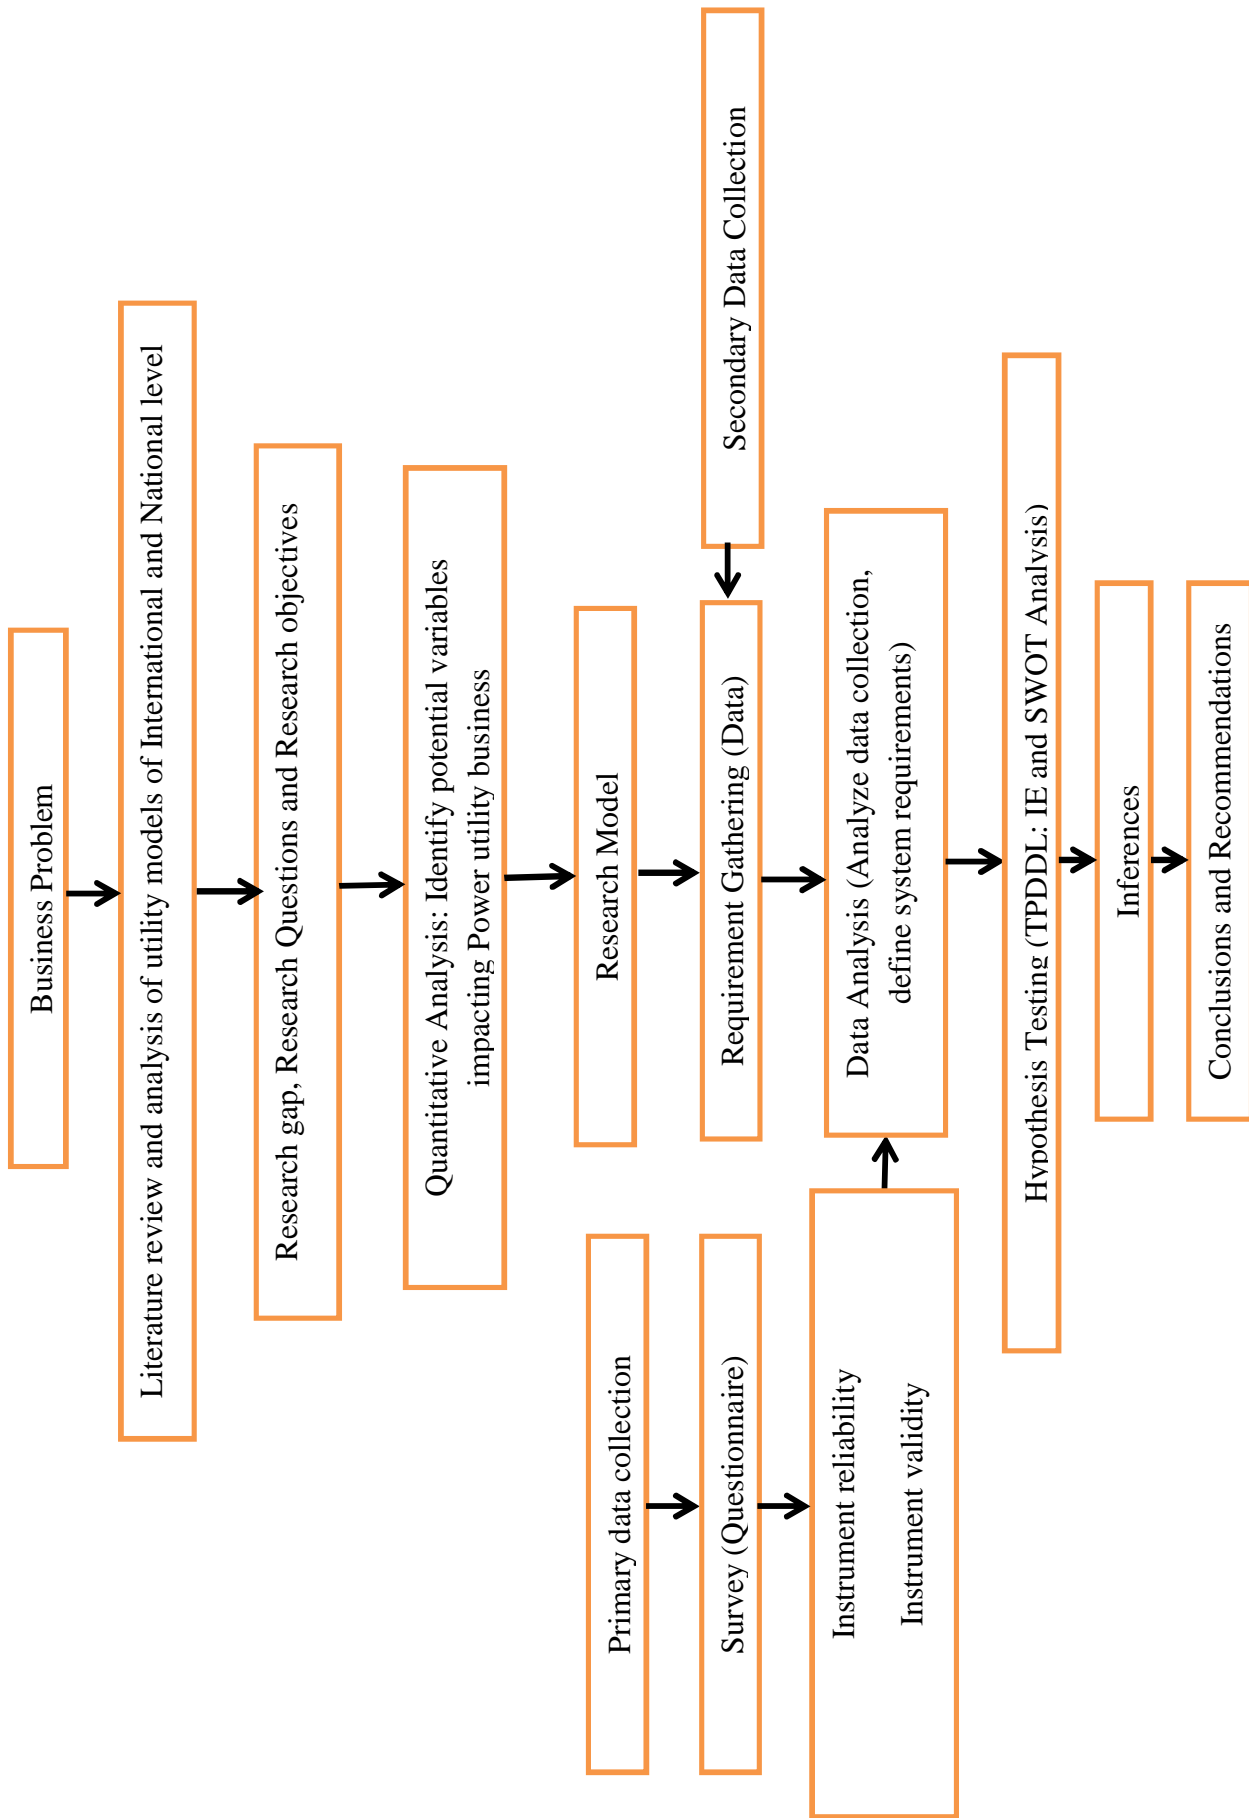 Business Problem
Literature review and analysis of utility models of International and National level
Research gap, Research Questions and Research objectives
Quantitative Analysis: Identify potential variables
impacting Power utility business
Research Model
Primary data collection
Survey (Questionnaire)
Requirement Gathering (Data)
Secondary Data Collection
Instrument reliability
Instrument validity
Data Analysis (Analyze data collection,
define system requirements)
Hypothesis Testing (TPDDL: IE and SWOT Analysis)
Inferences
Conclusions and Recommendations